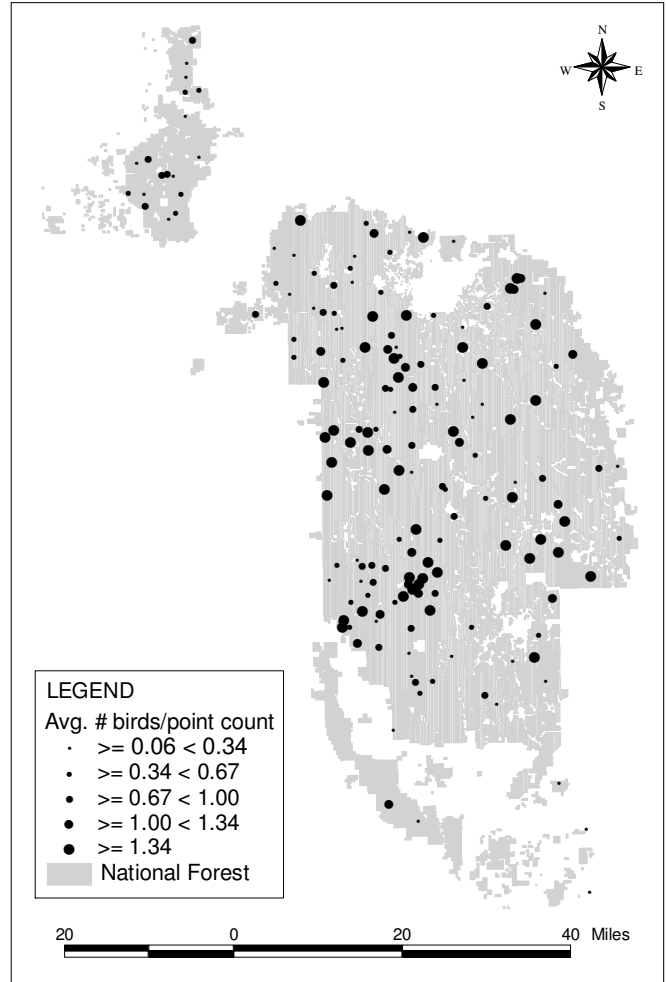 N
W E
S
LEGEND
Avg. # birds/point count
>= 0.06 < 0.34
>= 0.34 < 0.67
>= 0.67 < 1.00
>= 1.00 < 1.34
>= 1.34
National Forest
20 0 20 40 Miles